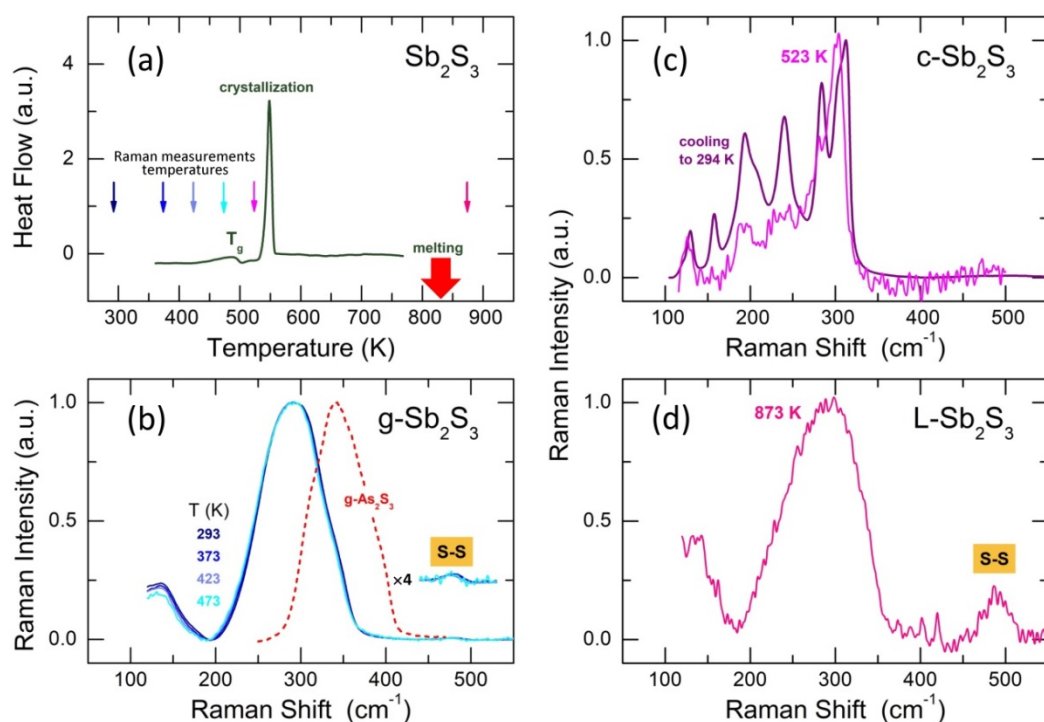 (a)
Sb₂S₃
crystallization
Raman measurements
temperatures
T_g
melting
Heat Flow (a.u.)
4
2
0
300 400 500 600 700 800 900
Temperature (K)
(c)
c-Sb₂S₃
523 K
cooling
to 294 K
1.0
0.5
0.0
100 200 300 400 500
Raman Shift (cm⁻¹)
(b)
g-Sb₂S₃
g-As₂S₃
T (K)
293
373
423
473
S-S
×4
Raman Intensity (a.u.)
1.0
0.5
0.0
100 200 300 400 500
Raman Shift (cm⁻¹)
(d)
L-Sb₂S₃
873 K
S-S
Raman Intensity (a.u.)
1.0
0.5
0.0
100 200 300 400 500
Raman Shift (cm⁻¹)